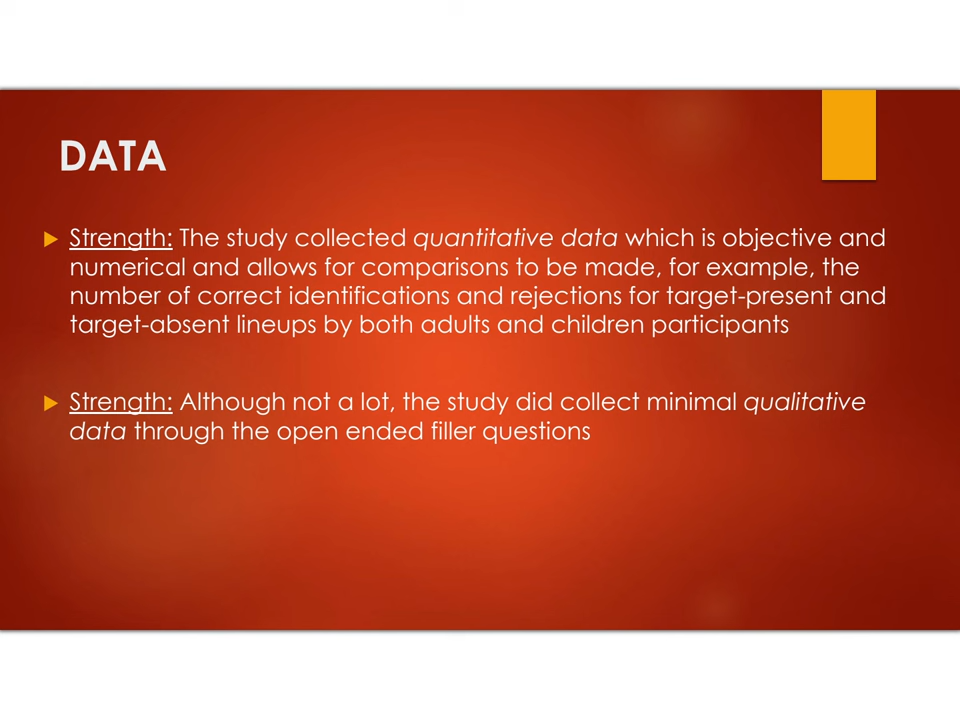 DATA
Strength: The study collected quantitative data which is objective and
numerical and allows for comparisons to be made, for example, the
number of correct identifications and rejections for target-present and
target-absent lineups by both adults and children participants
Strength: Although not a lot, the study did collect minimal qualitative
data through the open ended filler questions